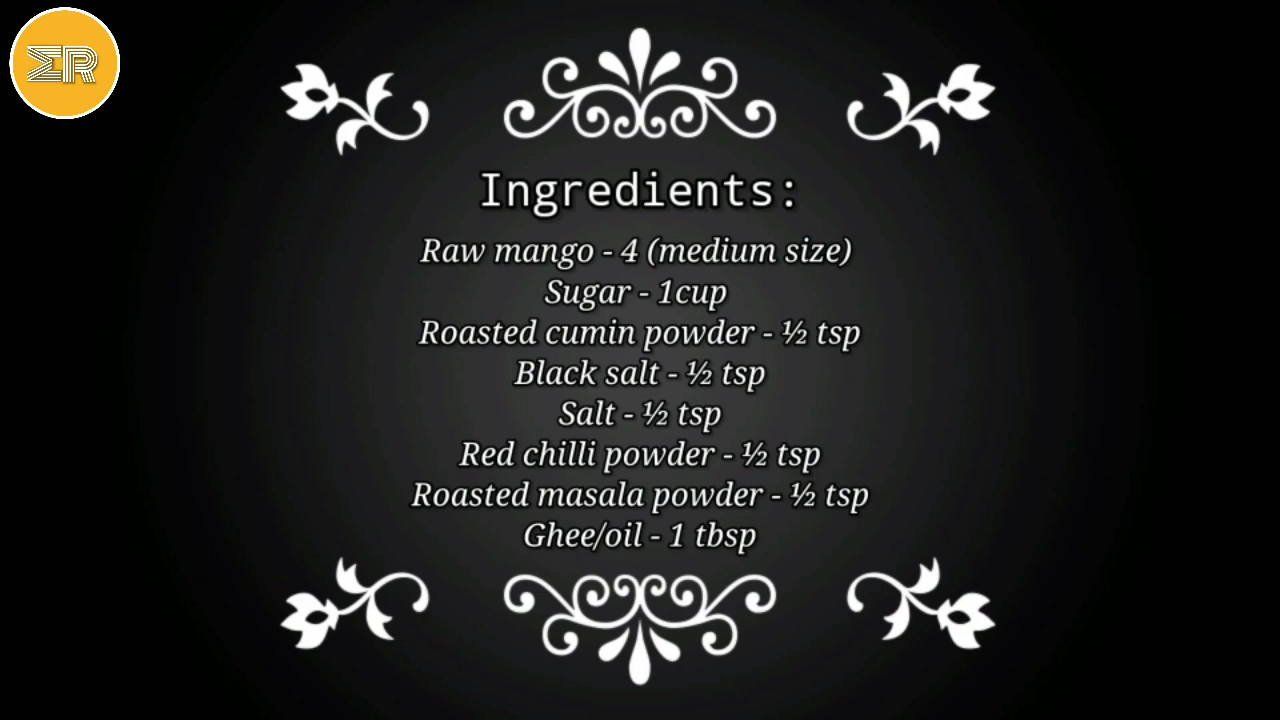 ΣR
Ingredients:
Raw mango - 4 (medium size)
Sugar - 1cup
Roasted cumin powder - ½ tsp
Black salt - ½ tsp
Salt - ½ tsp
Red chilli powder - ½ tsp
Roasted masala powder - ½ tsp
Ghee/oil - 1 tbsp